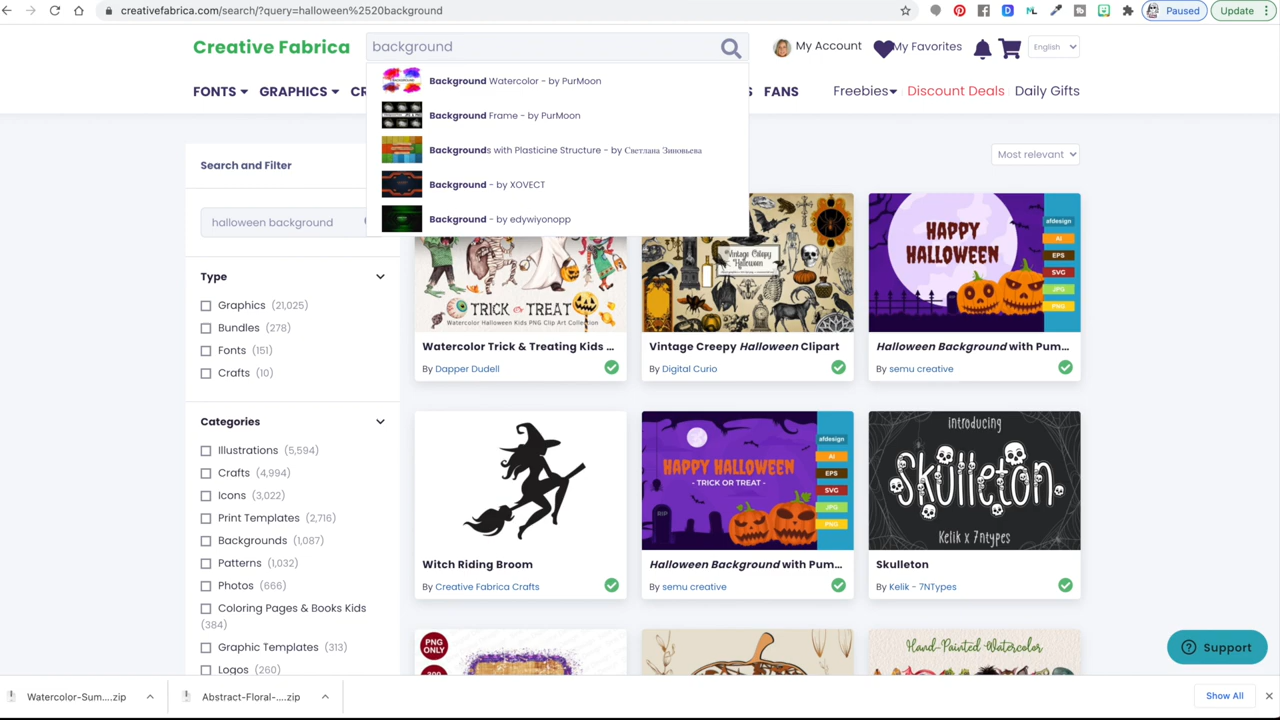 creativefabrica.com/search/?query=halloween%2520background
Paused
Update
Creative Fabrica
background
My Account
My Favorites
English
FONTS
GRAPHICS
CR
S
FANS
Freebies
Discount Deals
Daily Gifts
Background Watercolor - by PurMoon
Background Frame - by PurMoon
Backgrounds with Plasticine Structure - by Светлана Зиновьева
Background - by XOVECT
Background - by edywiyonopp
Search and Filter
Most relevant
halloween background
Type
Graphics (21,025)
Bundles (278)
Fonts (151)
Crafts (10)
Categories
Illustrations (5,594)
Crafts (4,994)
Icons (3,022)
Print Templates (2,716)
Backgrounds (1,087)
Patterns (1,032)
Photos (666)
Coloring Pages & Books Kids
(384)
Graphic Templates (313)
Logos (260)
TRICK or TREAT
Watercolor Halloween Kids PNG Clip Art Collection
Watercolor Trick & Treating Kids ...
By Dapper Dudell
Vintage Creepy
Halloween
Vintage Creepy Halloween Clipart
By Digital Curio
HAPPY
HALLOWEEN
afdesign
AI
EPS
SVG
JPG
PNG
Halloween Background with Pum...
By semu creative
Witch Riding Broom
By Creative Fabrica Crafts
HAPPY HALLOWEEN
- TRICK OR TREAT -
RIP
afdesign
AI
EPS
SVG
JPG
PNG
Halloween Background with Pum...
By semu creative
introducing
Skulleton
Kelik x 7ntypes
Skulleton
By Kelik - 7NTypes
PNG
ONLY
300
Hand-Painted Watercolor
Support
Watercolor-Sum....zip
Abstract-Floral-....zip
Show All